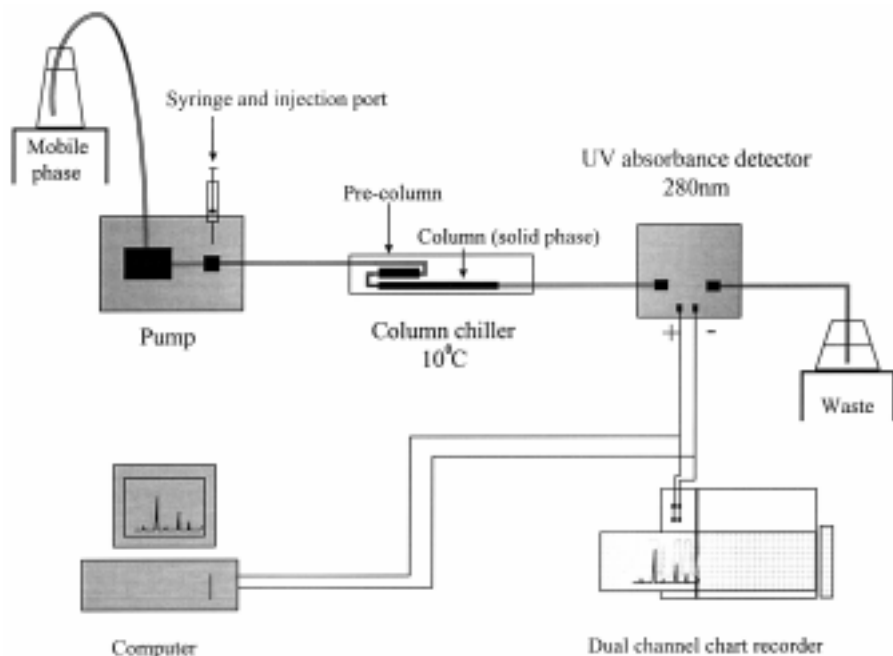 Syringe and injection port
Mobile
phase
UV absorbance detector
280nm
Pre-column
Column (solid phase)
Pump
Column chiller
10⁰C
+ -
Waste
Computer
Dual channel chart recorder